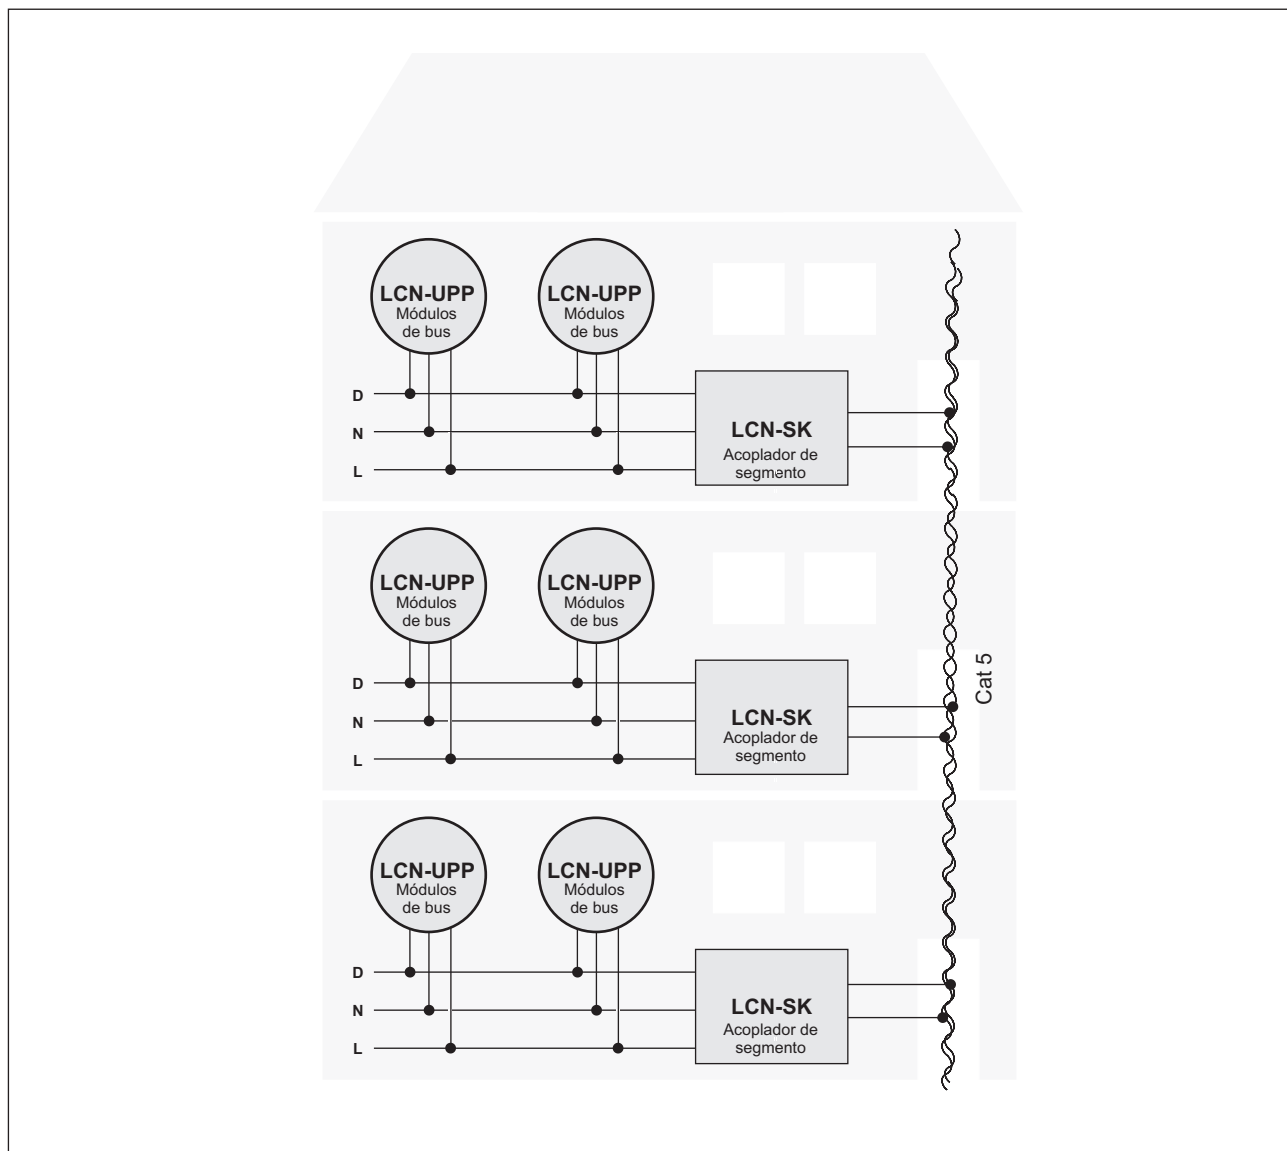 LCN-UPP
Módulos
de bus
LCN-UPP
Módulos
de bus
D
N
L
LCN-SK
Acoplador de
segmento
LCN-UPP
Módulos
de bus
LCN-UPP
Módulos
de bus
D
N
L
LCN-SK
Acoplador de
segmento
Cat 5
LCN-UPP
Módulos
de bus
LCN-UPP
Módulos
de bus
D
N
L
LCN-SK
Acoplador de
segmento